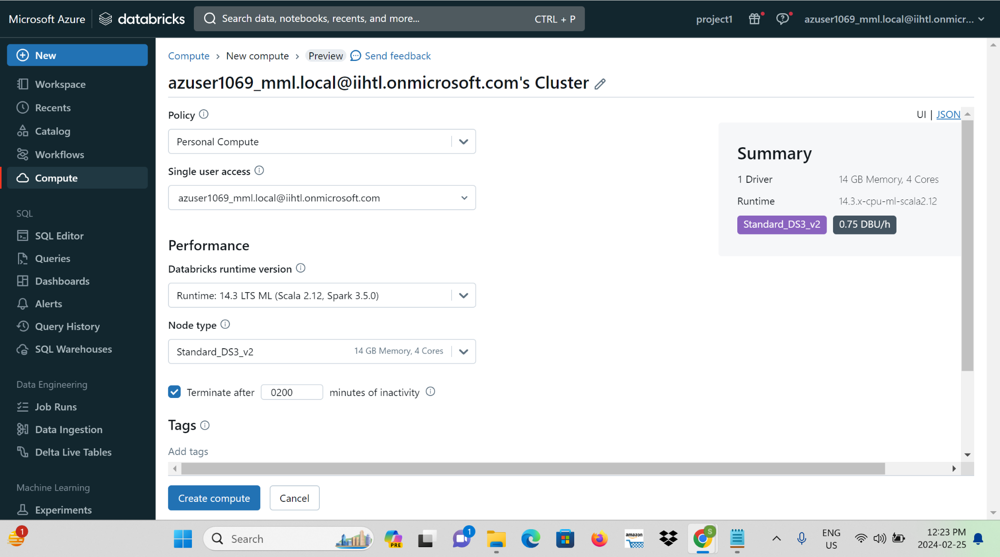 Microsoft Azure databricks Search data, notebooks, recents, and more... CTRL + P project1 azuser1069_mml.local@iihtl.onmicr...
New
Workspace
Recents
Catalog
Workflows
Compute
SQL
SQL Editor
Queries
Dashboards
Alerts
Query History
SQL Warehouses
Data Engineering
Job Runs
Data Ingestion
Delta Live Tables
Machine Learning
Experiments
Compute › New compute › Preview Send feedback
azuser1069_mml.local@iihtl.onmicrosoft.com's Cluster
Policy
Personal Compute
Single user access
azuser1069_mml.local@iihtl.onmicrosoft.com
Performance
Databricks runtime version
Runtime: 14.3 LTS ML (Scala 2.12, Spark 3.5.0)
Node type
Standard_DS3_v2 14 GB Memory, 4 Cores
Terminate after 0200 minutes of inactivity
Tags
Add tags
Create compute Cancel
UI | JSON
Summary
1 Driver 14 GB Memory, 4 Cores
Runtime 14.3.x-cpu-ml-scala2.12
Standard_DS3_v2 0.75 DBU/h
1
Search
PRE
1
amazon
S
ENG
US
12:23 PM
2024-02-25